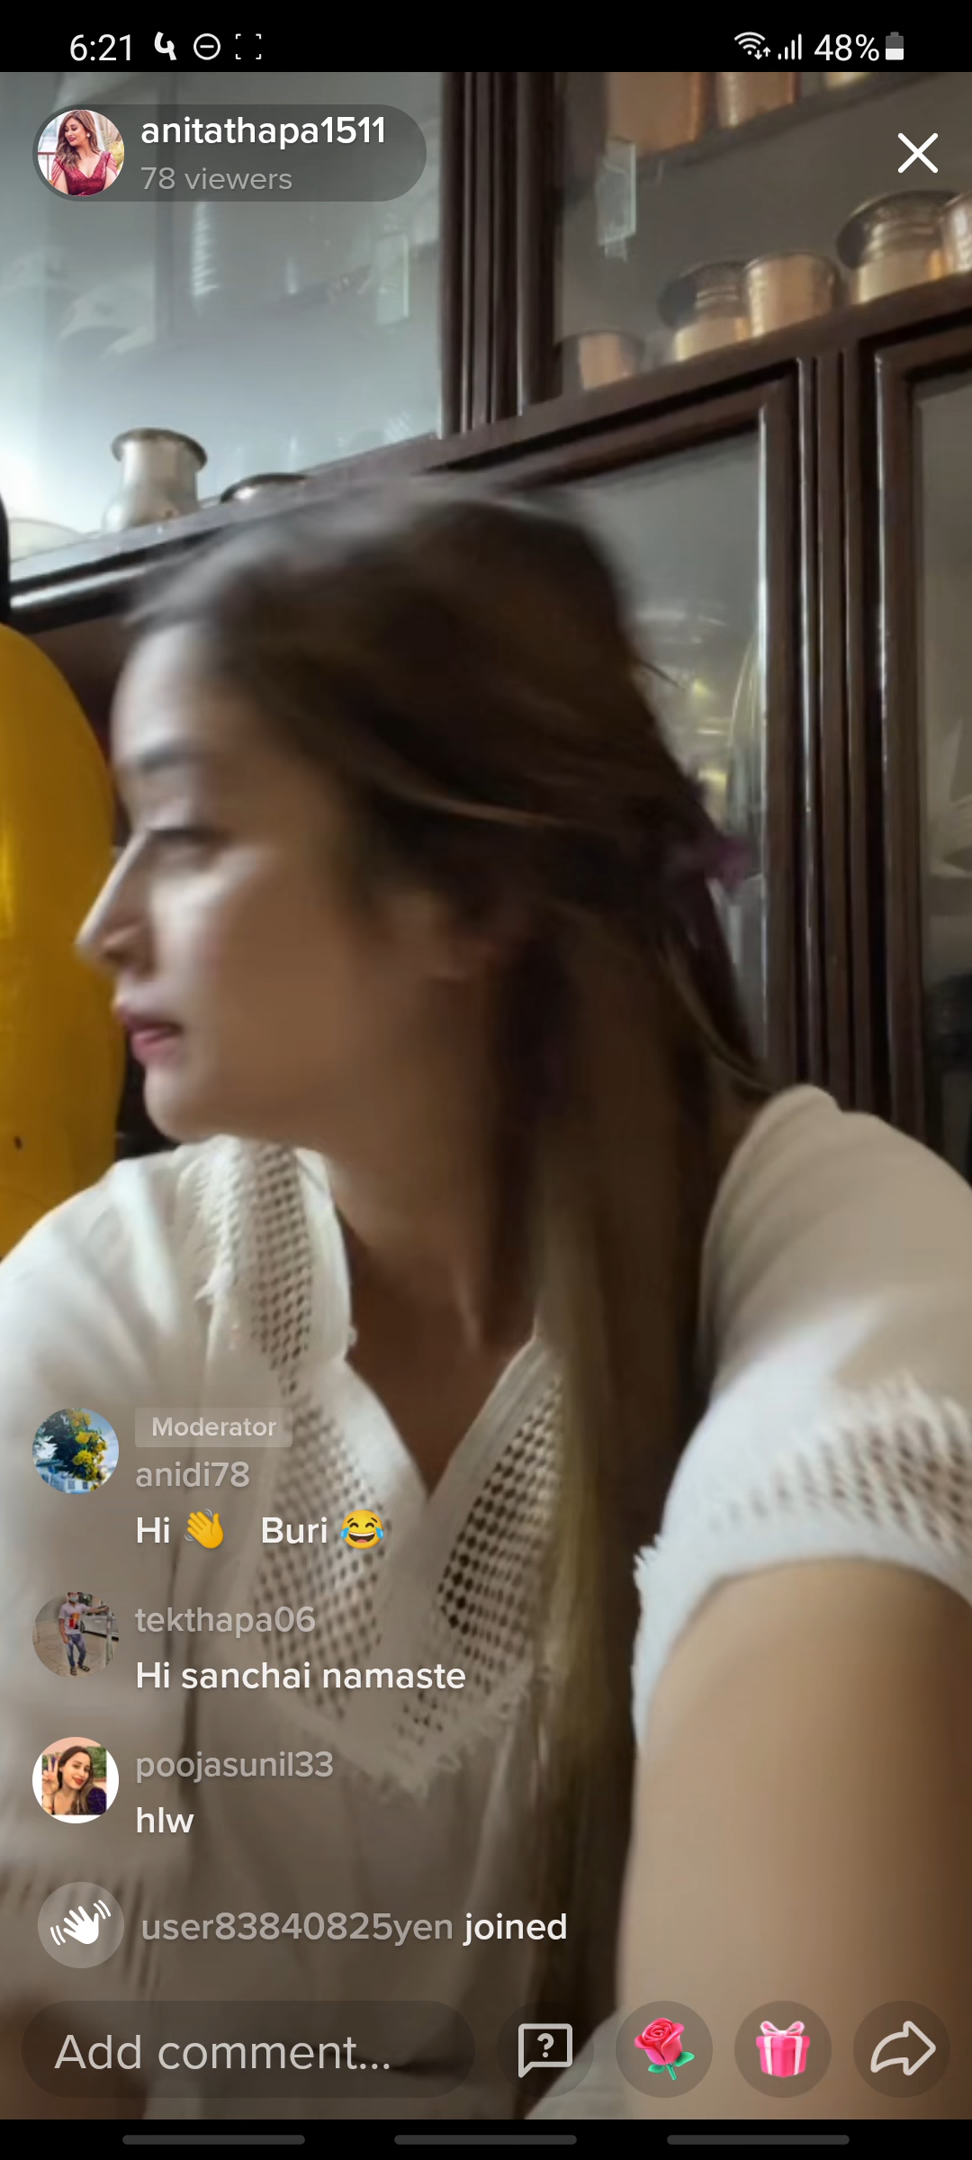 6:21
48%
anitathapa1511
78 viewers
Moderator
anidi78
Hi 👋 Buri 😂
tekthapa06
Hi sanchai namaste
poojasunil33
hlw
user83840825yen joined
Add comment...